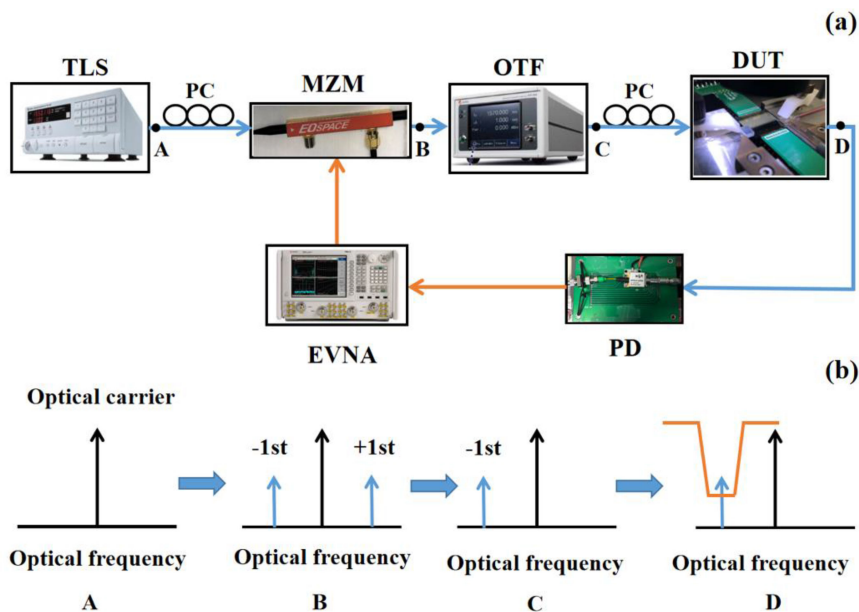 (a)
TLS
PC
MZM
OTF
PC
DUT
EOSPACE
A
B
C
D
EVNA
PD
(b)
Optical carrier
-1st
+1st
-1st
Optical frequency
Optical frequency
Optical frequency
Optical frequency
A
B
C
D